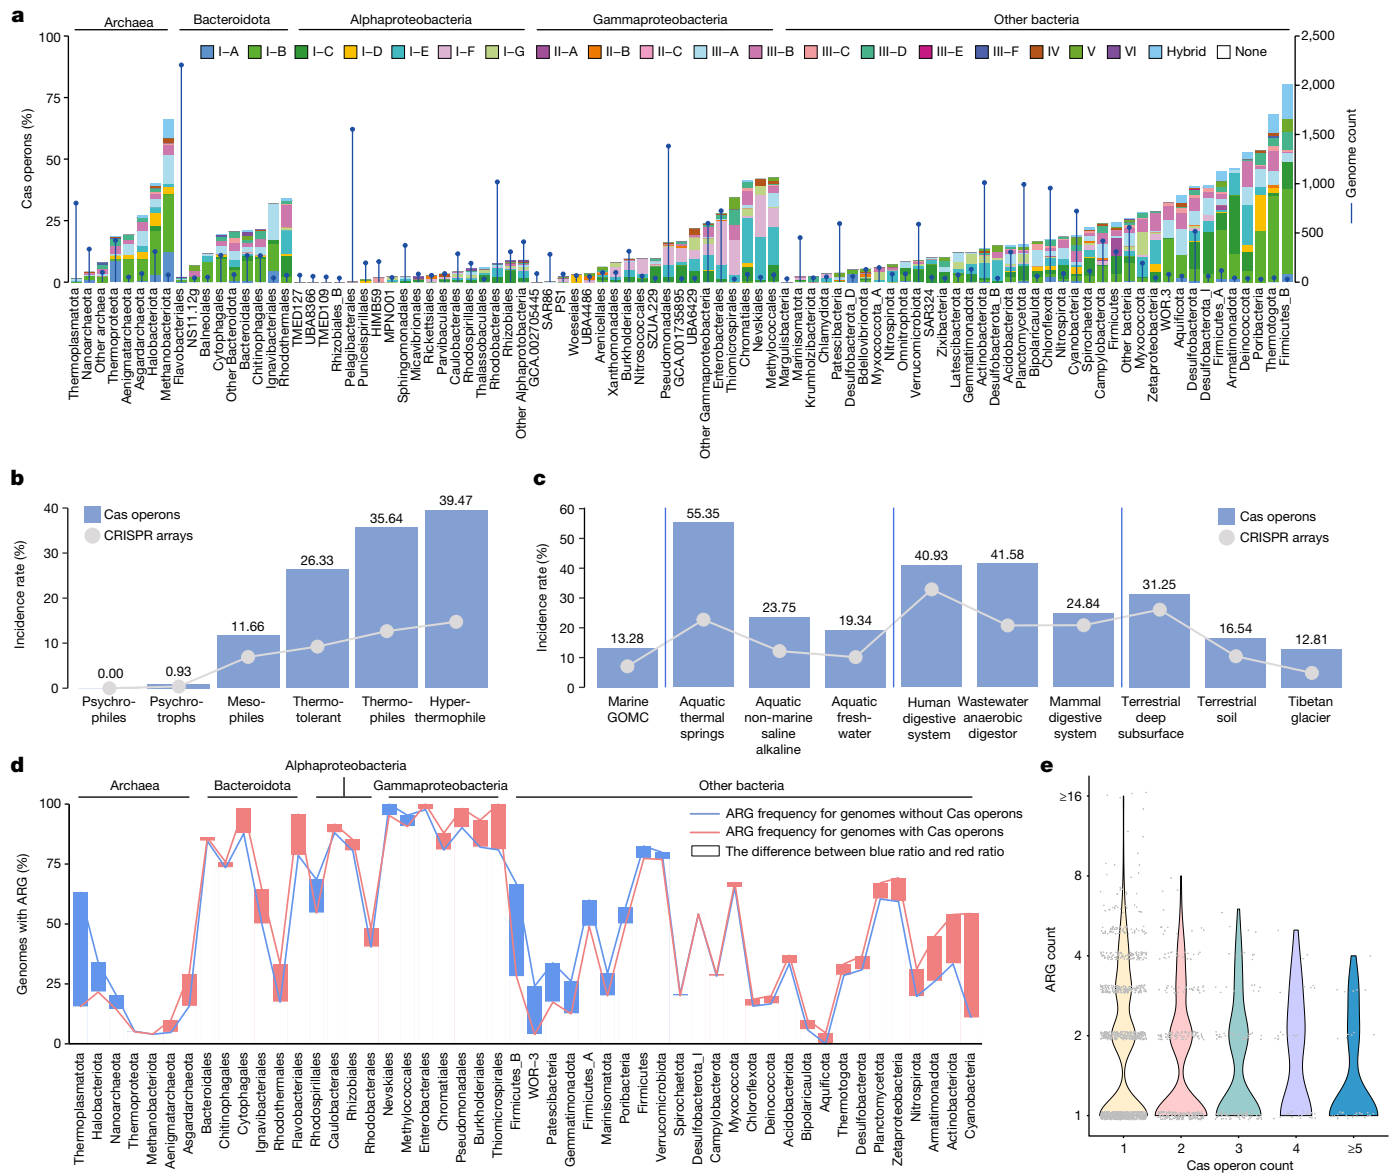 a
Archaea
Bacteroidota
Alphaproteobacteria
Gammaproteobacteria
Other bacteria
I–A I–B I–C I–D I–E I–F I–G II–A II–B II–C III–A III–B III–C III–D III–E III–F IV V VI Hybrid None
Cas operons (%)
100
75
50
25
0
Genome count
2,500
2,000
1,500
1,000
500
0
Thermoplasmatota
Nanoarchaeota
Other archaea
Thermoproteota
Aenigmatarchaeota
Asgardarchaeota
Halobacteriota
Methanobacteriota
Flavobacteriales
NS11.12g
Balneolales
Cytophagales
Other Bacteroidota
Bacteroidales
Chitinophagales
Ignavibacteriales
Rhodothermales
TMED127
UBA8366
TMED109
Rhizobiales_B
Pelagibacterales
Puniceispirillales
HIMB59
MPNO01
Sphingomonadales
Micavibrionales
Rickettsiales
Parvibaculales
Caulobacterales
Rhodospirillales
Thalassobaculales
Rhodobacterales
Rhizobiales
Other Alphaproteobacteria
GCA.002705445
SAR86
PS1
Woeseiales
UBA4486
Arenicellales
Xanthomonadales
Burkholderiales
Nitrosococcales
SZUA.229
Pseudomonadales
GCA.001735895
UBA6429
Other Gammaproteobacteria
Enterobacterales
Thiomicrospirales
Chromatiales
Nevskiales
Methylococcales
Margulisbacteria
Marinisomatota
Krumholzibacteriota
Chlamydiota
Patescibacteria
Desulfobacterota_D
Bdellovibrionota
Myxococcota_A
Nitrospinota
Omnitrophota
Verrucomicrobiota
SAR324
Zixibacteria
Latescibacterota
Gemmatimonadota
Actinobacteriota
Desulfobacterota_B
Acidobacteriota
Planctomycetota
Bipolaricaulota
Chloroflexota
Nitrospirota
Cyanobacteria
Spirochaetota
Campylobacterota
Firmicutes
Other bacteria
Myxococcota
Zetaproteobacteria
WOR.3
Aquificota
Desulfobacterota
Desulfobacterota_I
Firmicutes_A
Armatimonadota
Deinococcota
Poribacteria
Thermotogota
Firmicutes_B
b
Incidence rate (%)
40
30
20
10
0
Cas operons
CRISPR arrays
0.00
0.93
11.66
26.33
35.64
39.47
Psychro-
philes
Psychro-
trophs
Meso-
philes
Thermo-
tolerant
Thermo-
philes
Hyper-
thermophile
c
Incidence rate (%)
60
50
40
30
20
10
0
Cas operons
CRISPR arrays
13.28
55.35
23.75
19.34
40.93
41.58
24.84
31.25
16.54
12.81
Marine
GOMC
Aquatic
thermal
springs
Aquatic
non-marine
saline
alkaline
Aquatic
fresh-
water
Human
digestive
system
Wastewater
anaerobic
digestor
Mammal
digestive
system
Terrestrial
deep
subsurface
Terrestrial
soil
Tibetan
glacier
d
Archaea
Bacteroidota
Alphaproteobacteria
Gammaproteobacteria
Other bacteria
ARG frequency for genomes without Cas operons
ARG frequency for genomes with Cas operons
The difference between blue ratio and red ratio
Genomes with ARG (%)
100
75
50
25
0
Thermoplasmatota
Halobacteriota
Nanoarchaeota
Thermoproteota
Methanobacteriota
Aenigmatarchaeota
Asgardarchaeota
Bacteroidales
Chitinophagales
Cytophagales
Ignavibacteriales
Rhodothermales
Flavobacteriales
Rhodospirillales
Caulobacterales
Rhizobiales
Rhodobacterales
Nevskiales
Methylococcales
Enterobacterales
Chromatiales
Pseudomonadales
Burkholderiales
Thiomicrospirales
Firmicutes_B
WOR–3
Patescibacteria
Gemmatimonadota
Firmicutes_A
Marinisomatota
Poribacteria
Firmicutes
Verrucomicrobiota
Spirochaetota
Desulfobacterota_I
Campylobacterota
Myxococcota
Chloroflexota
Deinococcota
Acidobacteriota
Bipolaricaulota
Aquificota
Thermotogota
Desulfobacterota
Planctomycetota
Zetaproteobacteria
Nitrospirota
Armatimonadota
Actinobacteriota
Cyanobacteria
e
ARG count
≥16
8
4
2
1
1
2
3
4
≥5
Cas operon count